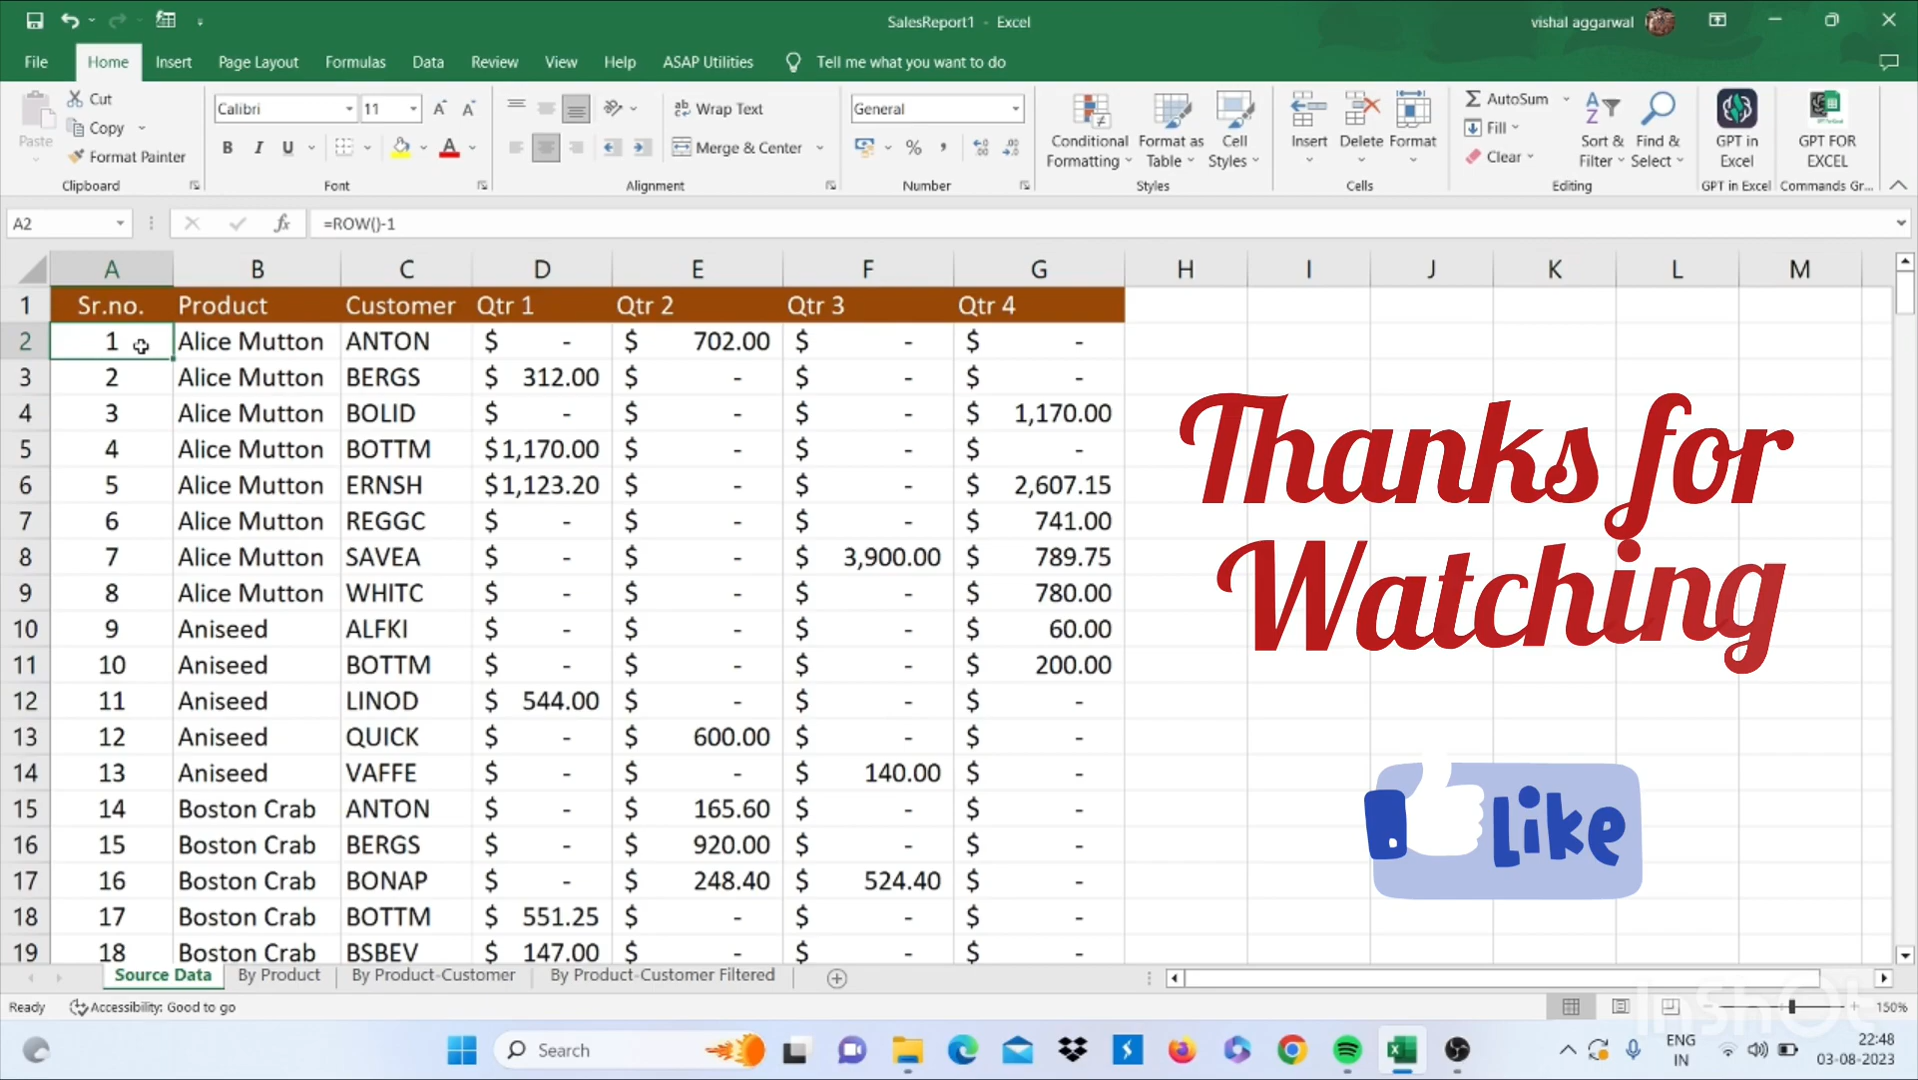 SalesReport1 - Excel
vishal aggarwal
File Home Insert Page Layout Formulas Data Review View Help ASAP Utilities Tell me what you want to do
Paste
Cut
Copy
Format Painter
Clipboard
Calibri 11
B I U
Font
Wrap Text
Merge & Center
Alignment
General
Number
Conditional Formatting
Format as Table
Cell Styles
Styles
Insert Delete Format
Cells
AutoSum
Fill
Clear
Sort & Filter
Find & Select
Editing
GPT in Excel
GPT in Excel
GPT FOR EXCEL
Commands Gr...
A2 fx =ROW()-1
A B C D E F G H I J K L M
1 Sr.no. Product Customer Qtr 1 Qtr 2 Qtr 3 Qtr 4
2 1 Alice Mutton ANTON $ - $ 702.00 $ - $ -
3 2 Alice Mutton BERGS $ 312.00 $ - $ - $ -
4 3 Alice Mutton BOLID $ - $ - $ - $ 1,170.00
5 4 Alice Mutton BOTTM $1,170.00 $ - $ - $ -
6 5 Alice Mutton ERNSH $1,123.20 $ - $ - $ 2,607.15
7 6 Alice Mutton REGGC $ - $ - $ - $ 741.00
8 7 Alice Mutton SAVEA $ - $ - $ 3,900.00 $ 789.75
9 8 Alice Mutton WHITC $ - $ - $ - $ 780.00
10 9 Aniseed ALFKI $ - $ - $ - $ 60.00
11 10 Aniseed BOTTM $ - $ - $ - $ 200.00
12 11 Aniseed LINOD $ 544.00 $ - $ - $ -
13 12 Aniseed QUICK $ - $ 600.00 $ - $ -
14 13 Aniseed VAFFE $ - $ - $ 140.00 $ -
15 14 Boston Crab ANTON $ - $ 165.60 $ - $ -
16 15 Boston Crab BERGS $ - $ 920.00 $ - $ -
17 16 Boston Crab BONAP $ - $ 248.40 $ 524.40 $ -
18 17 Boston Crab BOTTM $ 551.25 $ - $ - $ -
19 18 Boston Crab BSBEV $ 147.00 $ - $ - $ -
Thanks for
Watching
Like
Source Data By Product By Product-Customer By Product-Customer Filtered
Ready Accessibility: Good to go 150%
InShOt
Search
ENG
IN
22:48
03-08-2023